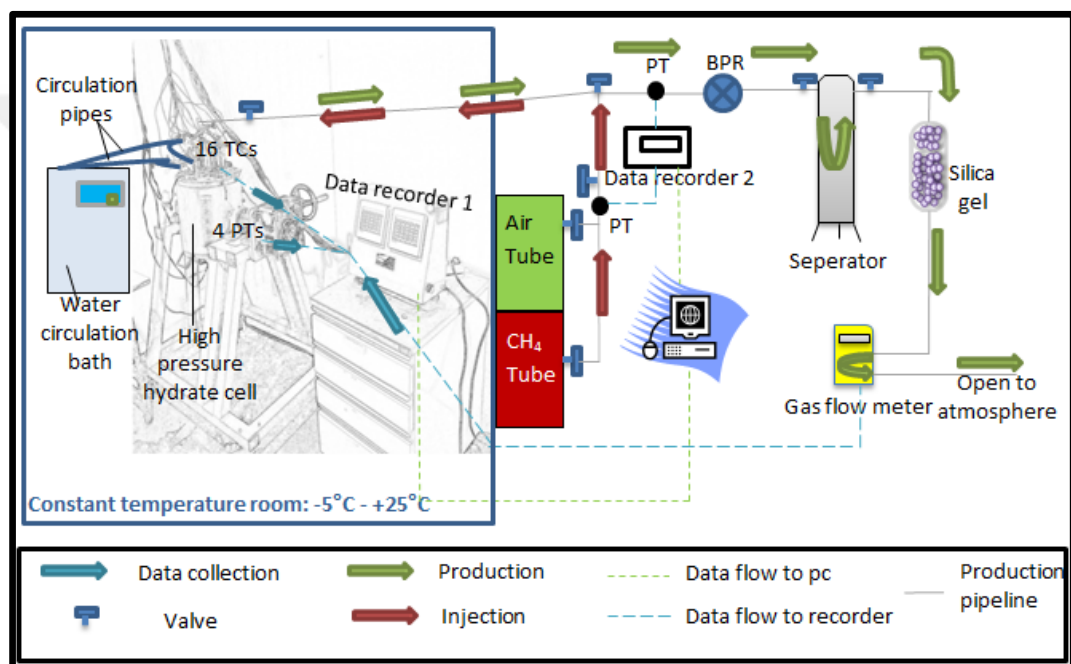 Circulation
pipes
16 TCs
4 PTs
Data recorder 1
Water
circulation
bath
High
pressure
hydrate cell
Constant temperature room: -5°C - +25°C
PT
BPR
Data recorder 2
PT
Air
Tube
CH₄
Tube
Seperator
Silica
gel
Gas flow meter
Open to
atmosphere
Data collection
Production
Data flow to pc
Production
pipeline
Valve
Injection
Data flow to recorder